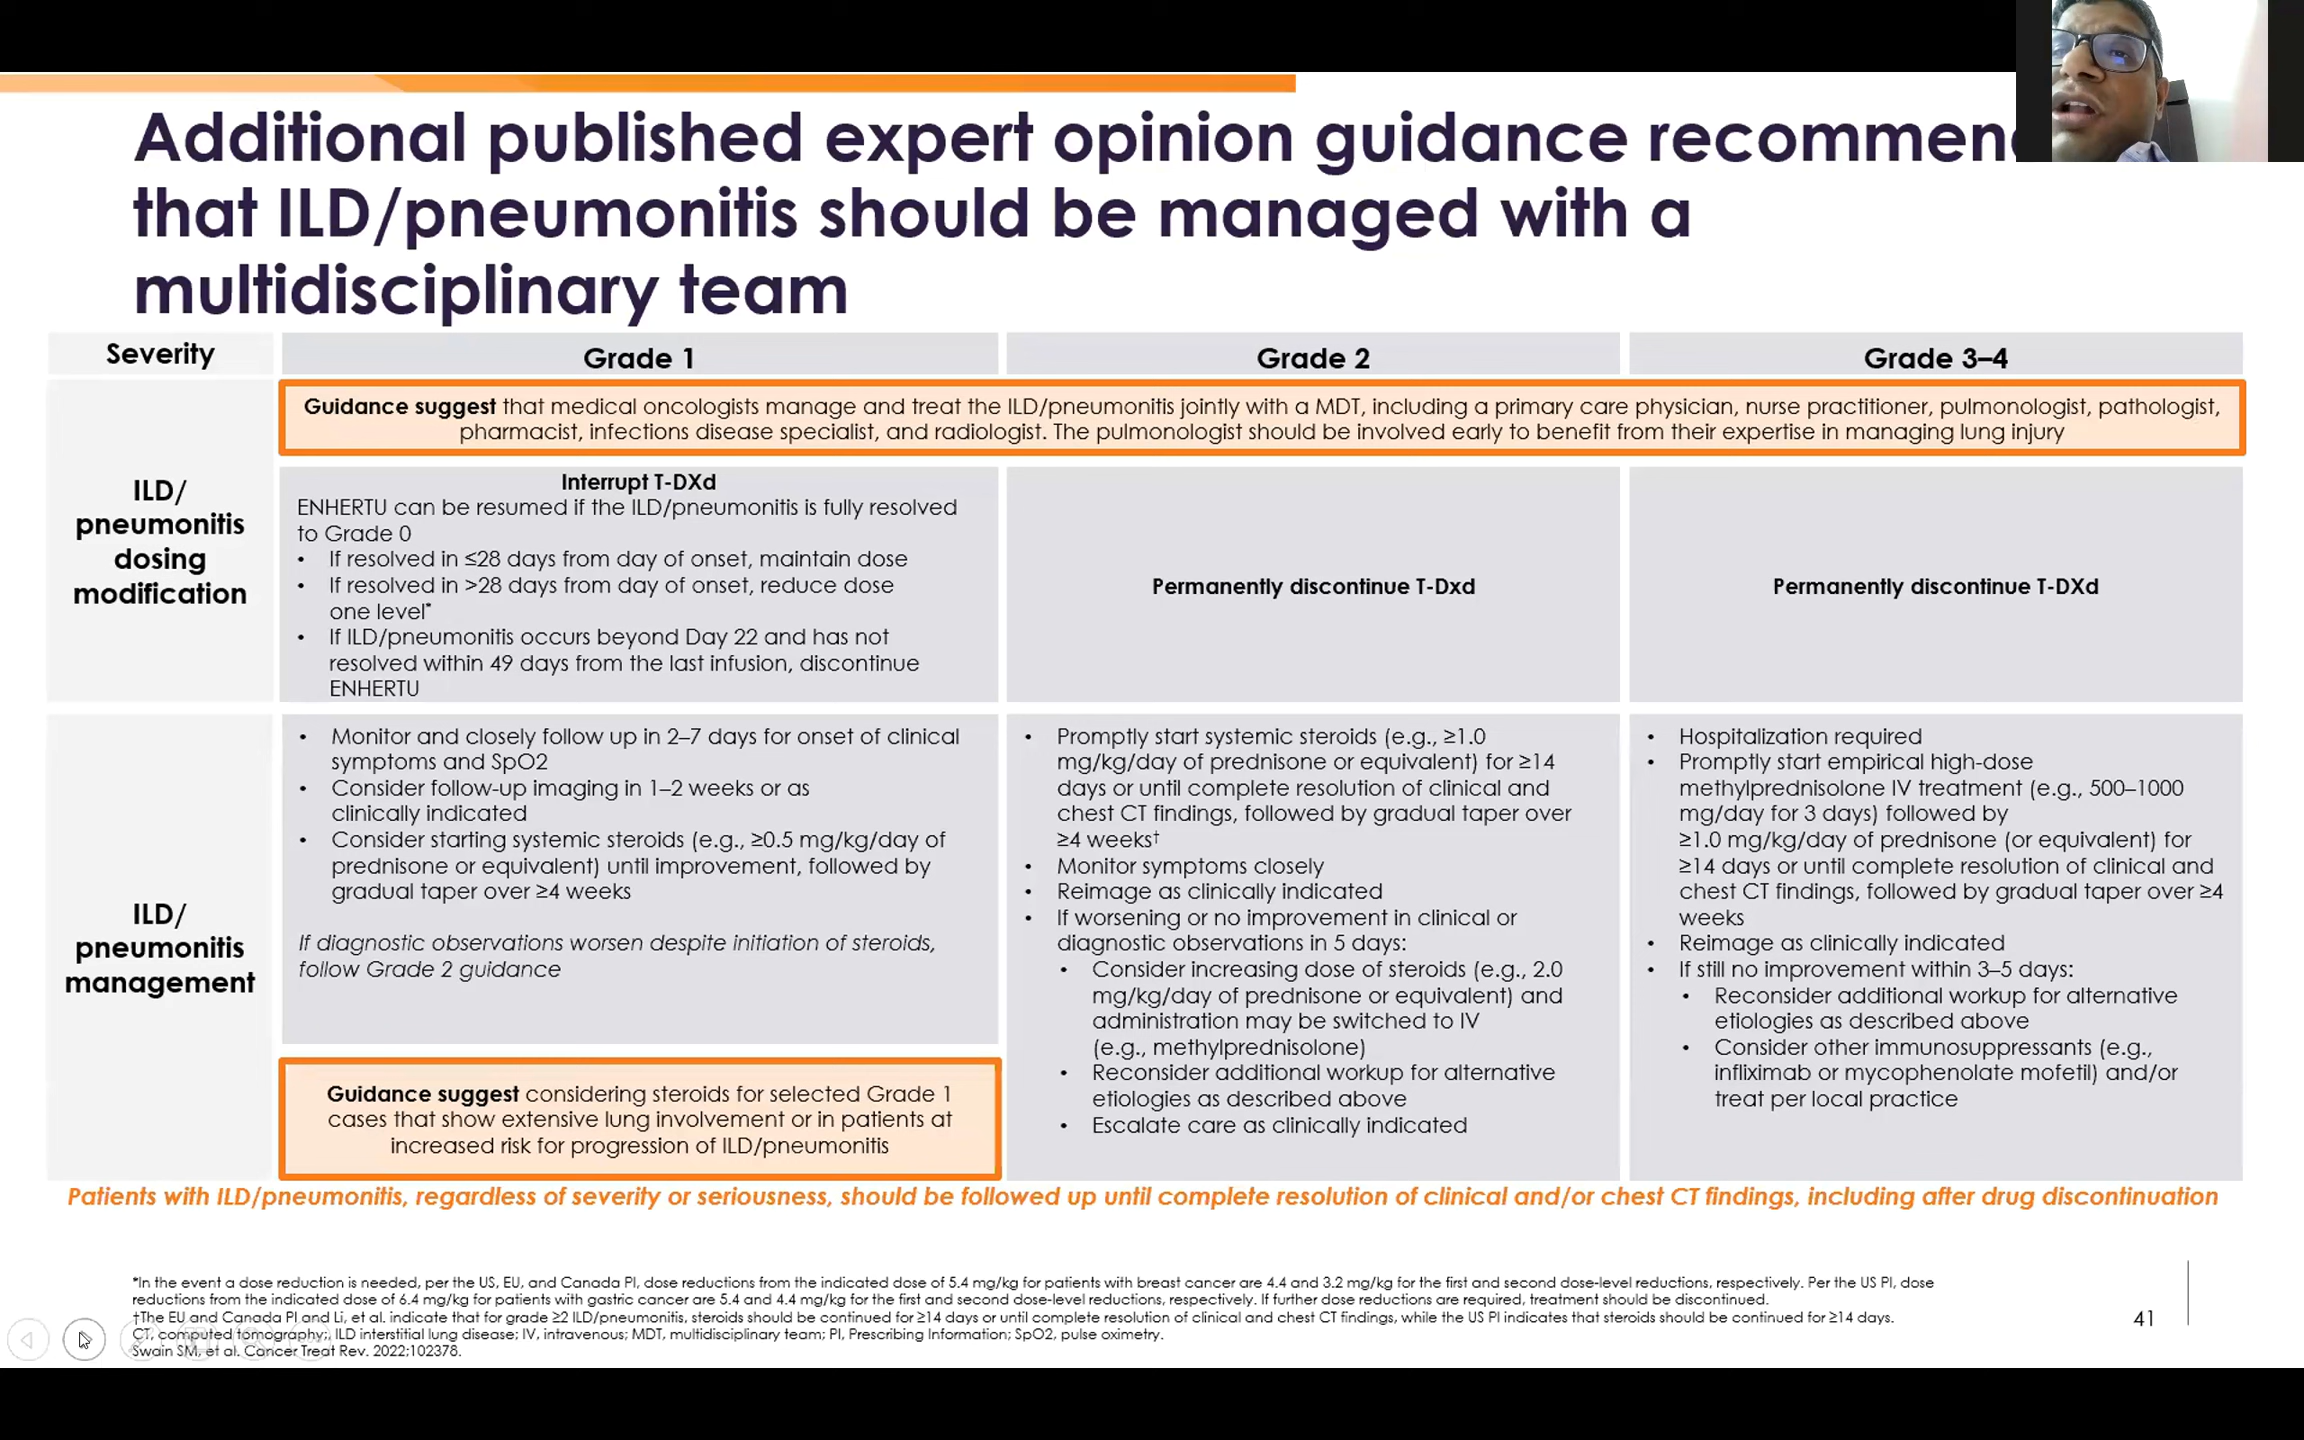 Additional published expert opinion guidance recommen
that ILD/pneumonitis should be managed with a
multidisciplinary team
Severity
Grade 1
Grade 2
Grade 3–4
Guidance suggest that medical oncologists manage and treat the ILD/pneumonitis jointly with a MDT, including a primary care physician, nurse practitioner, pulmonologist, pathologist,
pharmacist, infections disease specialist, and radiologist. The pulmonologist should be involved early to benefit from their expertise in managing lung injury
ILD/
pneumonitis
dosing
modification
Interrupt T-DXd
ENHERTU can be resumed if the ILD/pneumonitis is fully resolved
to Grade 0
• If resolved in ≤28 days from day of onset, maintain dose
• If resolved in >28 days from day of onset, reduce dose
one level*
• If ILD/pneumonitis occurs beyond Day 22 and has not
resolved within 49 days from the last infusion, discontinue
ENHERTU
Permanently discontinue T-Dxd
Permanently discontinue T-DXd
ILD/
pneumonitis
management
• Monitor and closely follow up in 2–7 days for onset of clinical
symptoms and SpO2
• Consider follow-up imaging in 1–2 weeks or as
clinically indicated
• Consider starting systemic steroids (e.g., ≥0.5 mg/kg/day of
prednisone or equivalent) until improvement, followed by
gradual taper over ≥4 weeks
If diagnostic observations worsen despite initiation of steroids,
follow Grade 2 guidance
Guidance suggest considering steroids for selected Grade 1
cases that show extensive lung involvement or in patients at
increased risk for progression of ILD/pneumonitis
• Promptly start systemic steroids (e.g., ≥1.0
mg/kg/day of prednisone or equivalent) for ≥14
days or until complete resolution of clinical and
chest CT findings, followed by gradual taper over
≥4 weeks†
• Monitor symptoms closely
• Reimage as clinically indicated
• If worsening or no improvement in clinical or
diagnostic observations in 5 days:
• Consider increasing dose of steroids (e.g., 2.0
mg/kg/day of prednisone or equivalent) and
administration may be switched to IV
(e.g., methylprednisolone)
• Reconsider additional workup for alternative
etiologies as described above
• Escalate care as clinically indicated
• Hospitalization required
• Promptly start empirical high-dose
methylprednisolone IV treatment (e.g., 500–1000
mg/day for 3 days) followed by
≥1.0 mg/kg/day of prednisone (or equivalent) for
≥14 days or until complete resolution of clinical and
chest CT findings, followed by gradual taper over ≥4
weeks
• Reimage as clinically indicated
• If still no improvement within 3–5 days:
• Reconsider additional workup for alternative
etiologies as described above
• Consider other immunosuppressants (e.g.,
infliximab or mycophenolate mofetil) and/or
treat per local practice
Patients with ILD/pneumonitis, regardless of severity or seriousness, should be followed up until complete resolution of clinical and/or chest CT findings, including after drug discontinuation
*In the event a dose reduction is needed, per the US, EU, and Canada PI, dose reductions from the indicated dose of 5.4 mg/kg for patients with breast cancer are 4.4 and 3.2 mg/kg for the first and second dose-level reductions, respectively. Per the US PI, dose
reductions from the indicated dose of 6.4 mg/kg for patients with gastric cancer are 5.4 and 4.4 mg/kg for the first and second dose-level reductions, respectively. If further dose reductions are required, treatment should be discontinued.
†The EU and Canada PI and Li, et al. indicate that for grade ≥2 ILD/pneumonitis, steroids should be continued for ≥14 days or until complete resolution of clinical and chest CT findings, while the US PI indicates that steroids should be continued for ≥14 days.
CT, computed tomography;, ILD interstitial lung disease; IV, intravenous; MDT, multidisciplinary team; PI, Prescribing Information; SpO2, pulse oximetry.
Swain SM, et al. Cancer Treat Rev. 2022;102378.
41